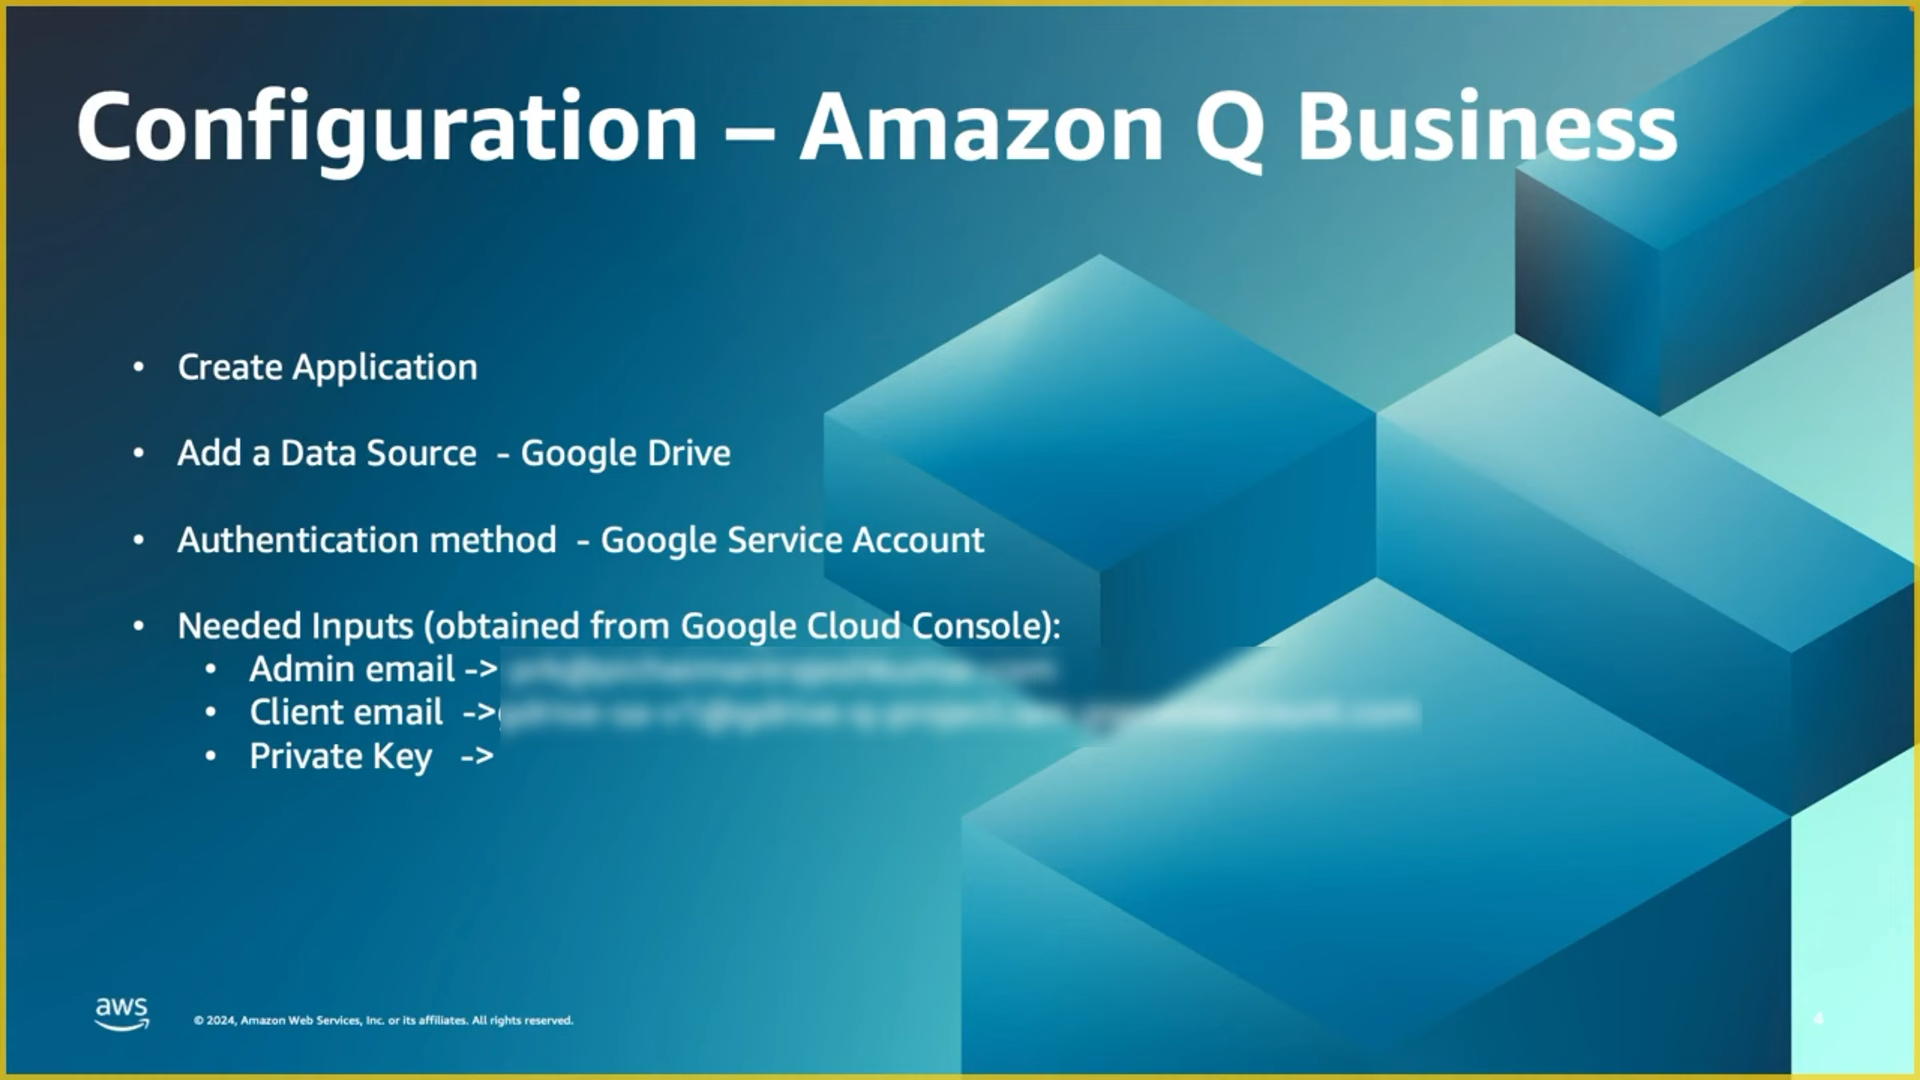 Configuration – Amazon Q Business
• Create Application
• Add a Data Source - Google Drive
• Authentication method - Google Service Account
• Needed Inputs (obtained from Google Cloud Console):
• Admin email ->
• Client email ->
• Private Key ->
aws
© 2024, Amazon Web Services, Inc. or its affiliates. All rights reserved.
4